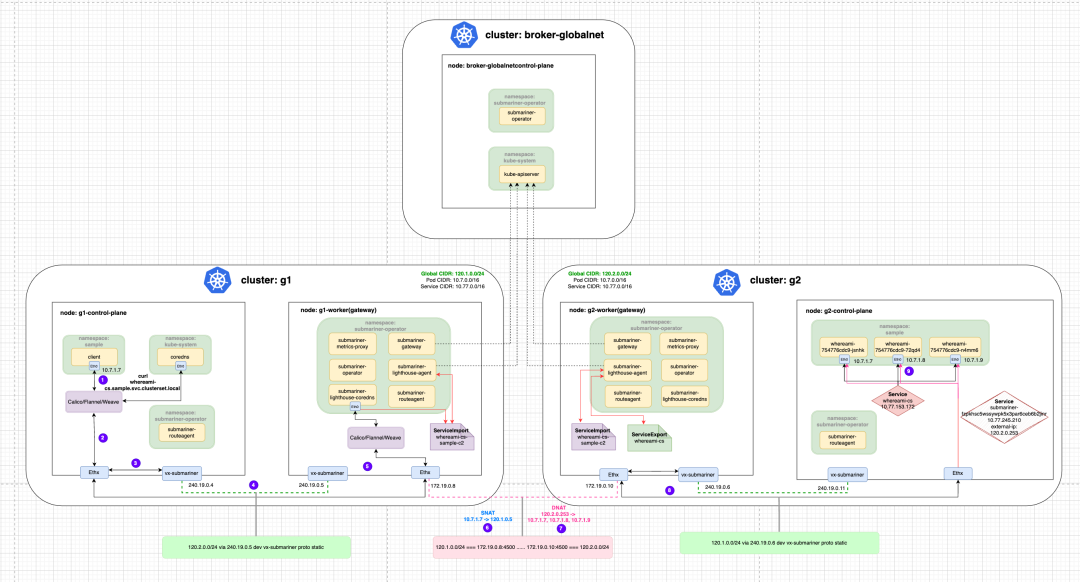 cluster: broker-globalnet
node: broker-globalnetcontrol-plane
namespace:
submariner-operator
submariner-
operator
namespace:
kube-system
kube-apiserver
cluster: g1
Global CIDR: 120.1.0.0/24
Pod CIDR: 10.7.0.0/16
Service CIDR: 10.77.0.0/16
node: g1-control-plane
namespace:
sample
client
Eth0
10.7.1.7
namespace:
kube-system
coredns
Eth0
1
curl
whereami-
cs.sample.svc.clusterset.local
Calico/Flannel/Weave
namespace:
submariner-operator
submariner-
routeagent
2
3
Ethx
vx-submariner
240.19.0.4
node: g1-worker(gateway)
namespace:
submariner-operator
submariner-
metrics-proxy
submariner-
gateway
submariner-
operator
submariner-
lighthouse-agent
submariner-
lighthouse-coredns
submariner-
routeagent
Eth0
Calico/Flannel/Weave
ServiceImport
whereami-cs-
sample-c2
5
vx-submariner
Ethx
240.19.0.5
172.19.0.8
4
cluster: g2
Global CIDR: 120.2.0.0/24
Pod CIDR: 10.7.0.0/16
Service CIDR: 10.77.0.0/16
node: g2-worker(gateway)
namespace:
submariner-operator
submariner-
gateway
submariner-
metrics-proxy
submariner-
lighthouse-agent
submariner-
operator
submariner-
routeagent
submariner-
lighthouse-coredns
ServiceImport
whereami-cs-
sample-c2
ServiceExport
whereami-cs
Ethx
vx-submariner
172.19.0.10
8
240.19.0.6
node: g2-control-plane
namespace:
sample
whereami-
754776cdc9-
whereami-
754776cdc9-72qd4
whereami-
754776cdc9-r4mm6
Eth0
10.7.1.7
Eth0
10.7.1.8
Eth0
10.7.1.9
9
Service
whereami-cs
10.77.153.172
Service
submariner-
10.77.245.210
external-ip:
120.2.0.253
namespace:
submariner-operator
submariner-
routeagent
vx-submariner
Ethx
240.19.0.11
SNAT
10.7.1.7 -> 120.1.0.5
6
DNAT
120.2.0.253 ->
10.7.1.7, 10.7.1.8, 10.7.1.9
7
120.2.0.0/24 via 240.19.0.5 dev vx-submariner proto static
120.1.0.0/24 === 172.19.0.8:4500 ...... 172.19.0.10:4500 === 120.2.0.0/24
120.1.0.0/24 via 240.19.0.6 dev vx-submariner proto static